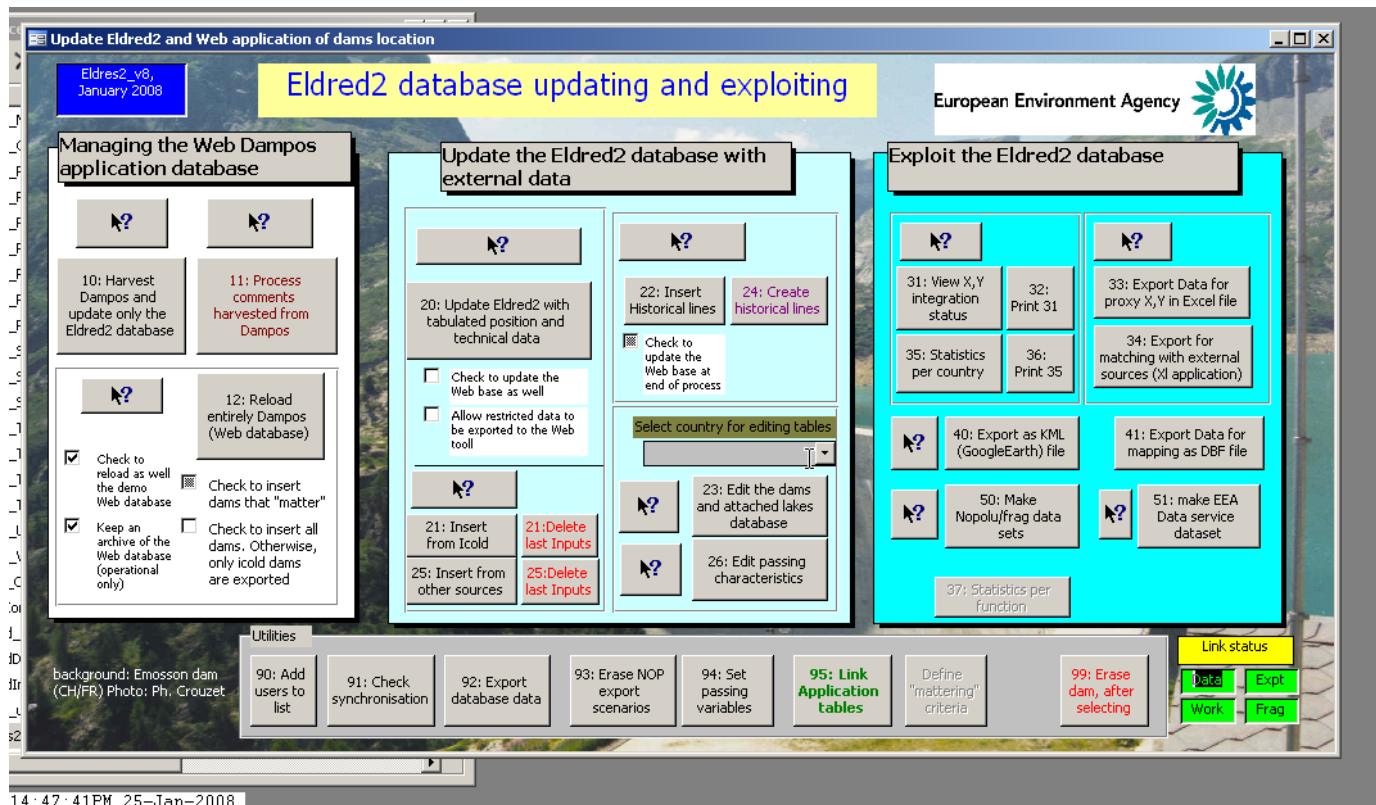 Update Eldred2 and Web application of dams location
Eldres2_v8,
January 2008
Eldred2 database updating and exploiting
European Environment Agency
Managing the Web Dampos
application database
10: Harvest
Dampos and
update only the
Eldred2 database
11: Process
comments
harvested from
Dampos
12: Reload
entirely Dampos
(Web database)
Check to
reload as well
the demo
Web database
Check to insert
dams that "matter"
Keep an
archive of the
Web database
(operational
only)
Check to insert all
dams. Otherwise,
only icold dams
are exported
Update the Eldred2 database with
external data
20: Update Eldred2 with
tabulated position and
technical data
Check to update the
Web base as well
Allow restricted data to
be exported to the Web
tooll
21: Insert
from Icold
21:Delete
last Inputs
25: Insert from
other sources
25:Delete
last Inputs
22: Insert
Historical lines
24: Create
historical lines
Check to
update the
Web base at
end of process
Select country for editing tables
23: Edit the dams
and attached lakes
database
26: Edit passing
characteristics
Exploit the Eldred2 database
31: View X,Y
integration
status
32:
Print 31
35: Statistics
per country
36:
Print 35
33: Export Data for
proxy X,Y in Excel file
34: Export for
matching with external
sources (Xl application)
40: Export as KML
(GoogleEarth) file
41: Export Data for
mapping as DBF file
50: Make
Nopolu/frag data
sets
51: make EEA
Data service
dataset
37: Statistics per
function
background: Emosson dam
(CH/FR) Photo: Ph. Crouzet
Utilities
90: Add
users to
list
91: Check
synchronisation
92: Export
database data
93: Erase NOP
export
scenarios
94: Set
passing
variables
95: Link
Application
tables
Define
"mattering"
criteria
99: Erase
dam, after
selecting
Link status
Data
Expt
Work
Frag
14:47:41PM 25-Jan-2008